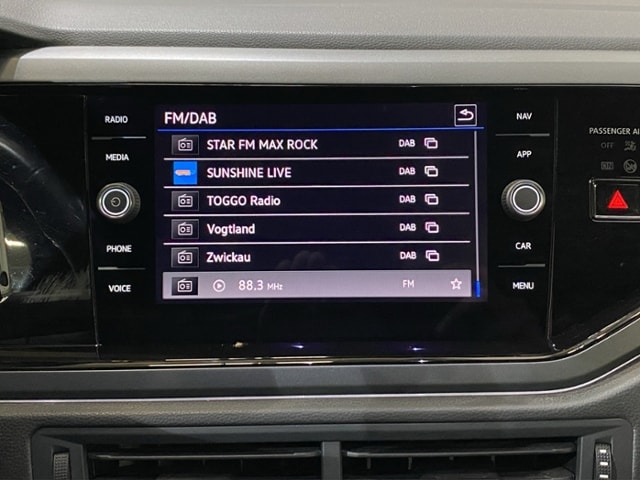 FM/DAB
STAR FM MAX ROCK DAB
SUNSHINE LIVE DAB
TOGGO Radio DAB
Vogtland DAB
Zwickau DAB
88,3 MHz FM
RADIO
MEDIA
PHONE
VOICE
NAV
APP
CAR
MENU
PASSENGER AI
OFF